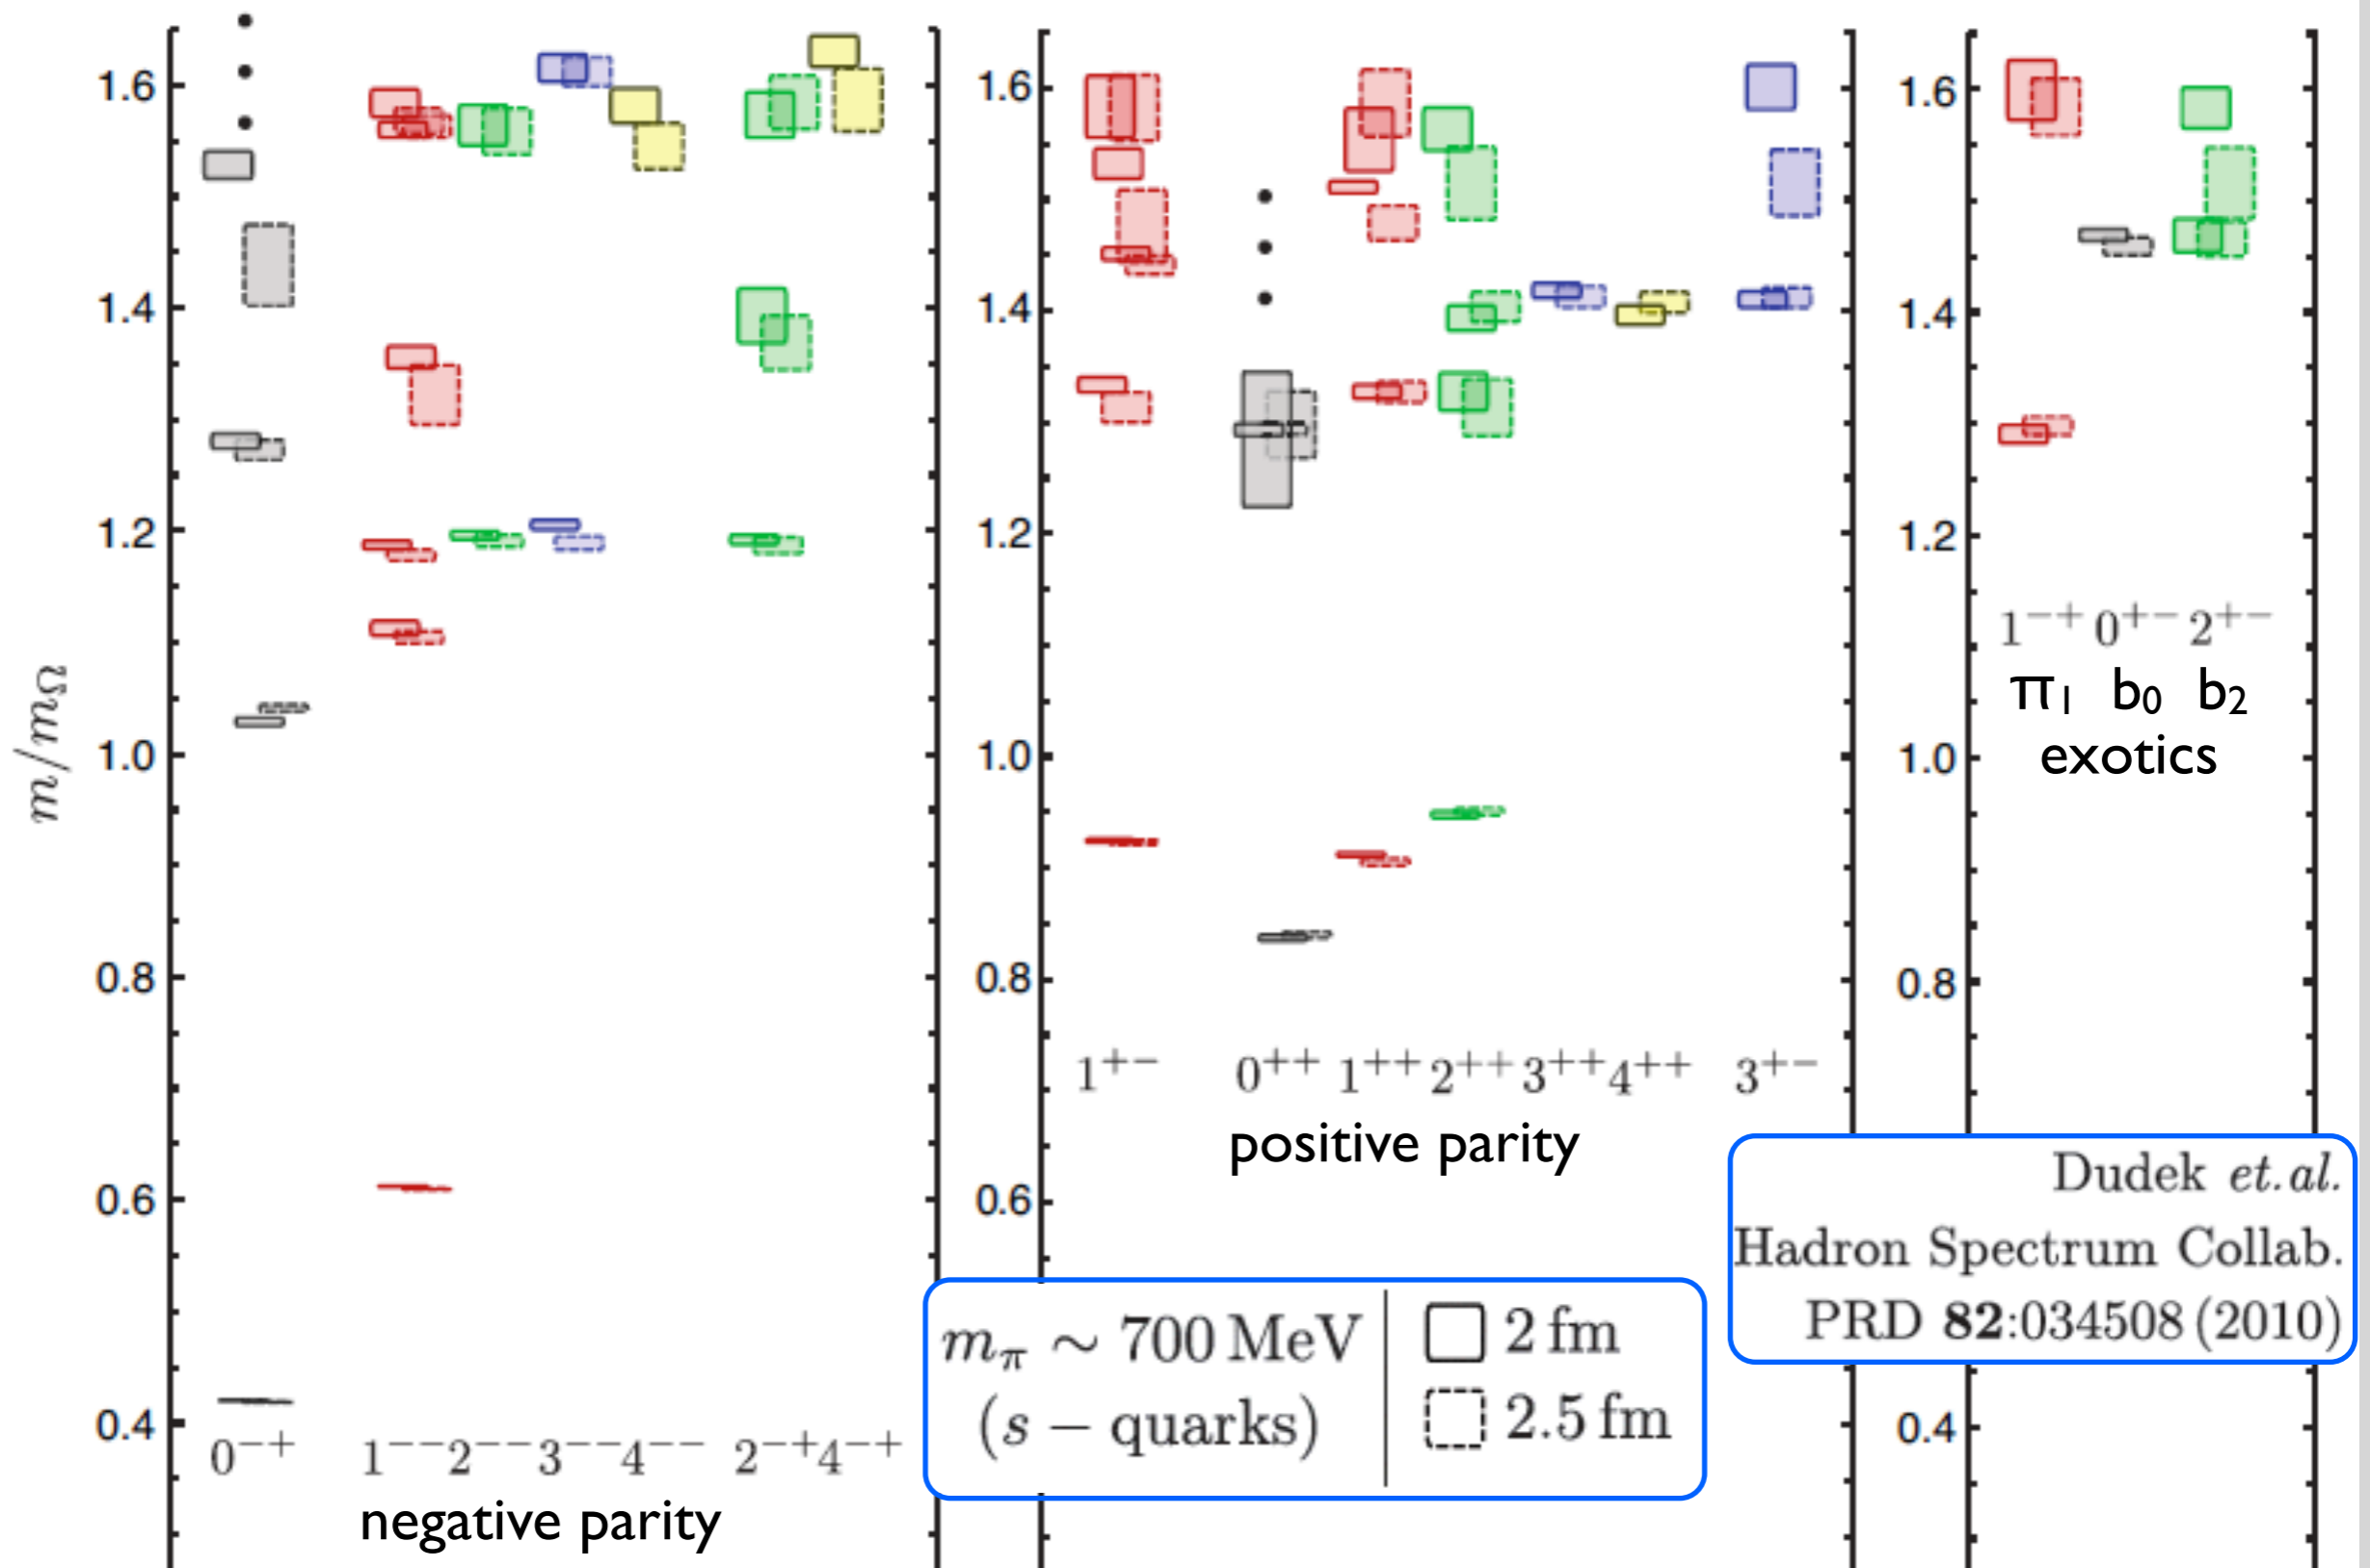 m/m_Ω
1.6
1.4
1.2
1.0
0.8
0.6
0.4
0⁻⁺ 1⁻⁻ 2⁻⁻ 3⁻⁻ 4⁻⁻ 2⁻⁺ 4⁻⁺
negative parity
1.6
1.4
1.2
1.0
0.8
0.6
1⁺⁻ 0⁺⁺ 1⁺⁺ 2⁺⁺ 3⁺⁺ 4⁺⁺ 3⁺⁻
positive parity
m_π ∼ 700 MeV
(s − quarks)
2 fm
2.5 fm
1.6
1.4
1.2
1.0
0.8
0.4
1⁻⁺ 0⁺⁻ 2⁺⁻
π₁ b₀ b₂
exotics
Dudek et.al.
Hadron Spectrum Collab.
PRD 82:034508 (2010)